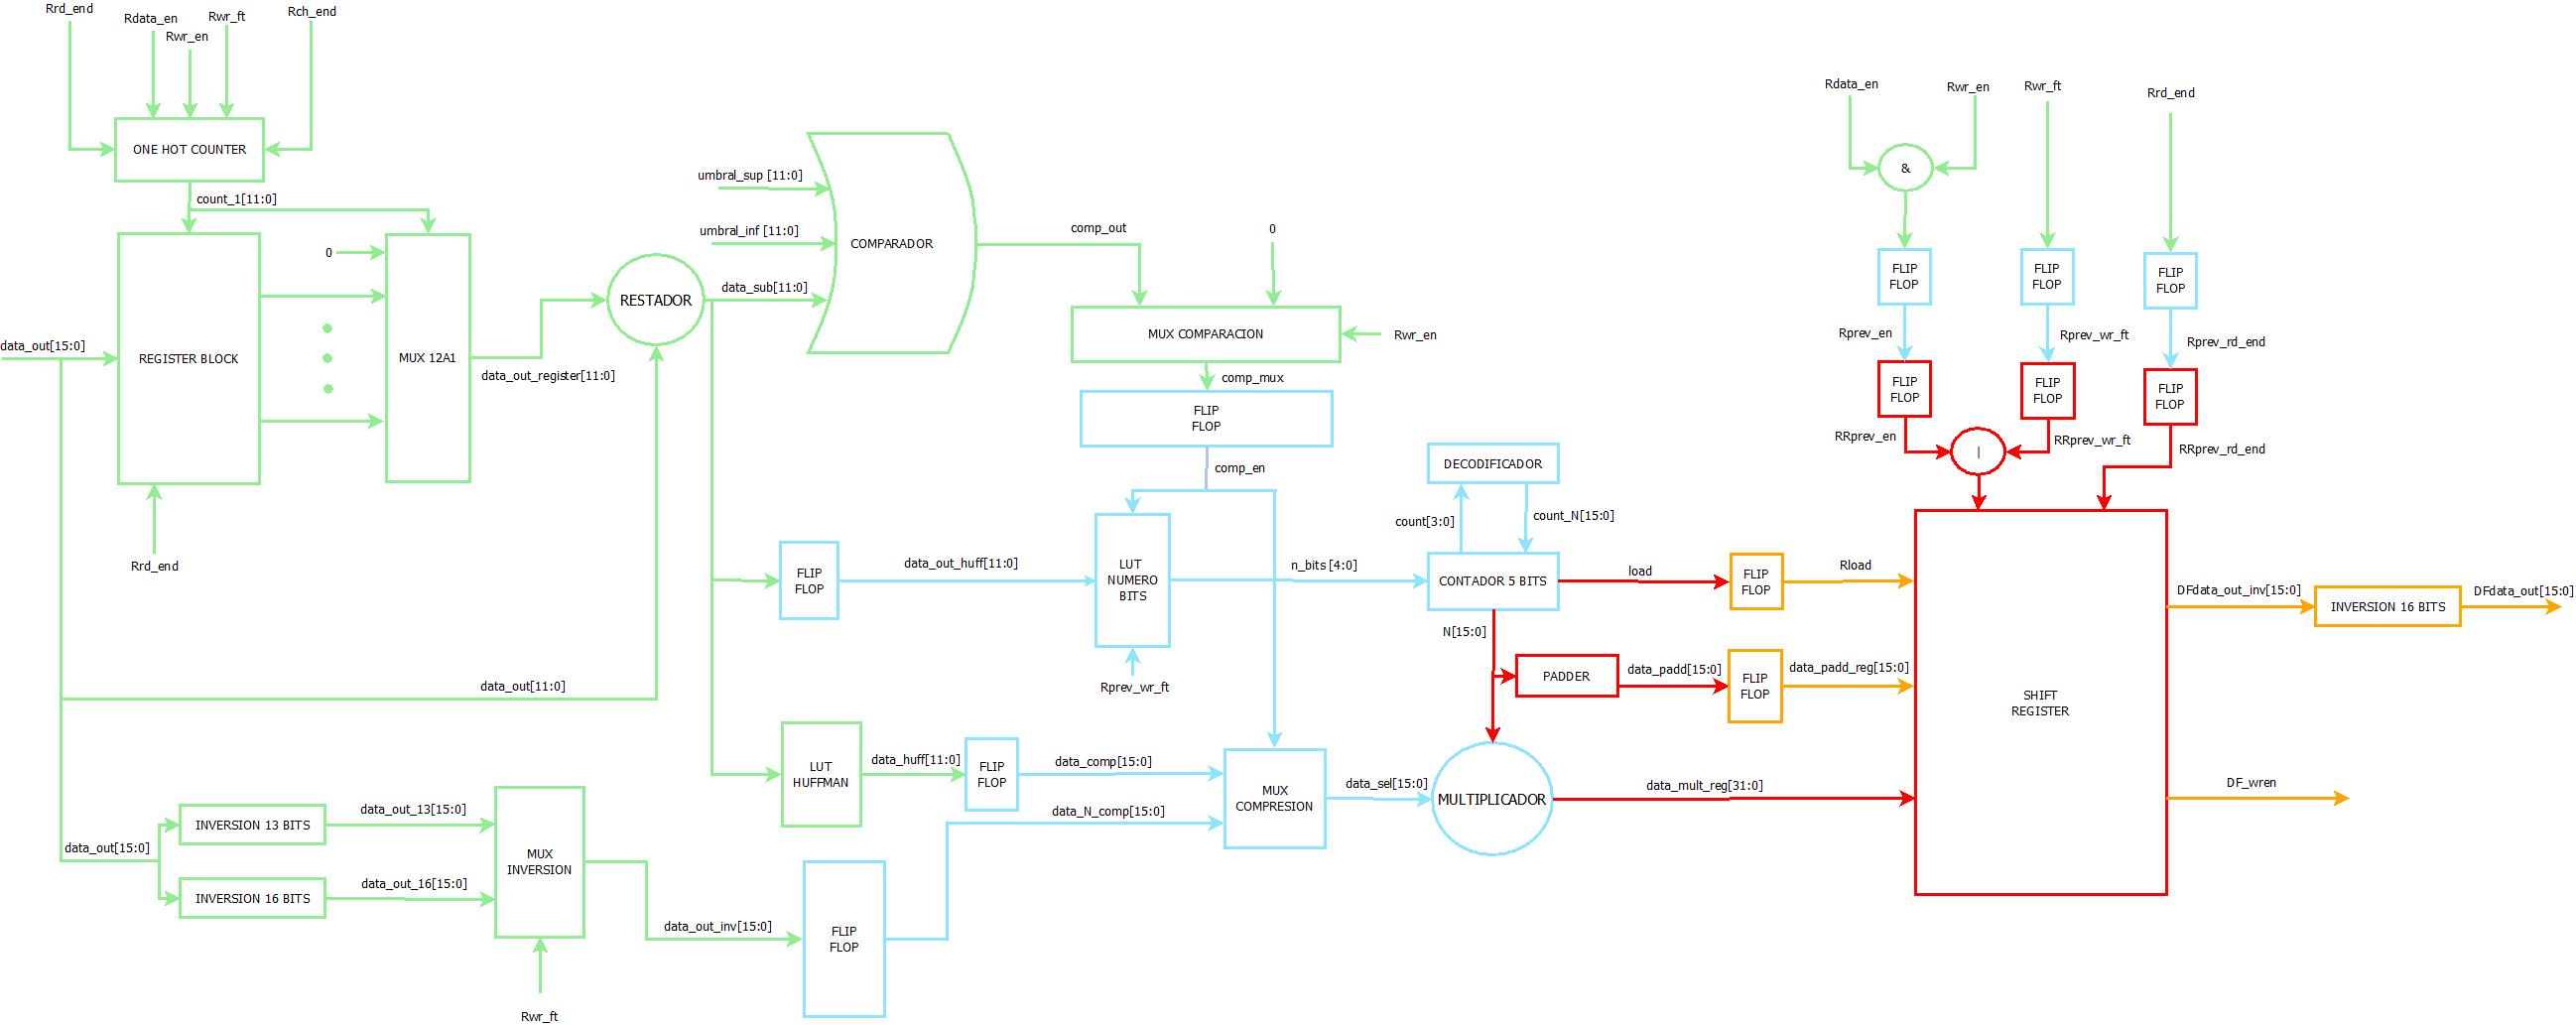 Rrd_end
Rdata_en
Rwr_en
Rwr_ft
Rch_end
ONE HOT COUNTER
count_1[11:0]
0
data_out[15:0]
REGISTER BLOCK
MUX 12A1
data_out_register[11:0]
Rrd_end
RESTADOR
umbral_sup [11:0]
umbral_inf [11:0]
data_sub[11:0]
COMPARADOR
comp_out
0
MUX COMPARACION
Rwr_en
comp_mux
FLIP
FLOP
comp_en
FLIP
FLOP
data_out_huff[11:0]
LUT
NUMERO
BITS
Rprev_wr_ft
n_bits [4:0]
DECODIFICADOR
count[3:0]
count_N[15:0]
CONTADOR 5 BITS
load
FLIP
FLOP
Rload
N[15:0]
PADDER
data_padd[15:0]
FLIP
FLOP
data_padd_reg[15:0]
data_out[11:0]
LUT
HUFFMAN
data_huff[11:0]
FLIP
FLOP
data_comp[15:0]
data_N_comp[15:0]
MUX
COMPRESION
data_sel[15:0]
MULTIPLICADOR
data_mult_reg[31:0]
data_out[15:0]
INVERSION 13 BITS
data_out_13[15:0]
INVERSION 16 BITS
data_out_16[15:0]
MUX
INVERSION
Rwr_ft
data_out_inv[15:0]
FLIP
FLOP
Rdata_en
Rwr_en
Rwr_ft
Rrd_end
&
FLIP
FLOP
FLIP
FLOP
FLIP
FLOP
Rprev_en
Rprev_wr_ft
Rprev_rd_end
FLIP
FLOP
FLIP
FLOP
FLIP
FLOP
RRprev_en
|
RRprev_wr_ft
RRprev_rd_end
SHIFT
REGISTER
DFdata_out_inv[15:0]
INVERSION 16 BITS
DFdata_out[15:0]
DF_wren